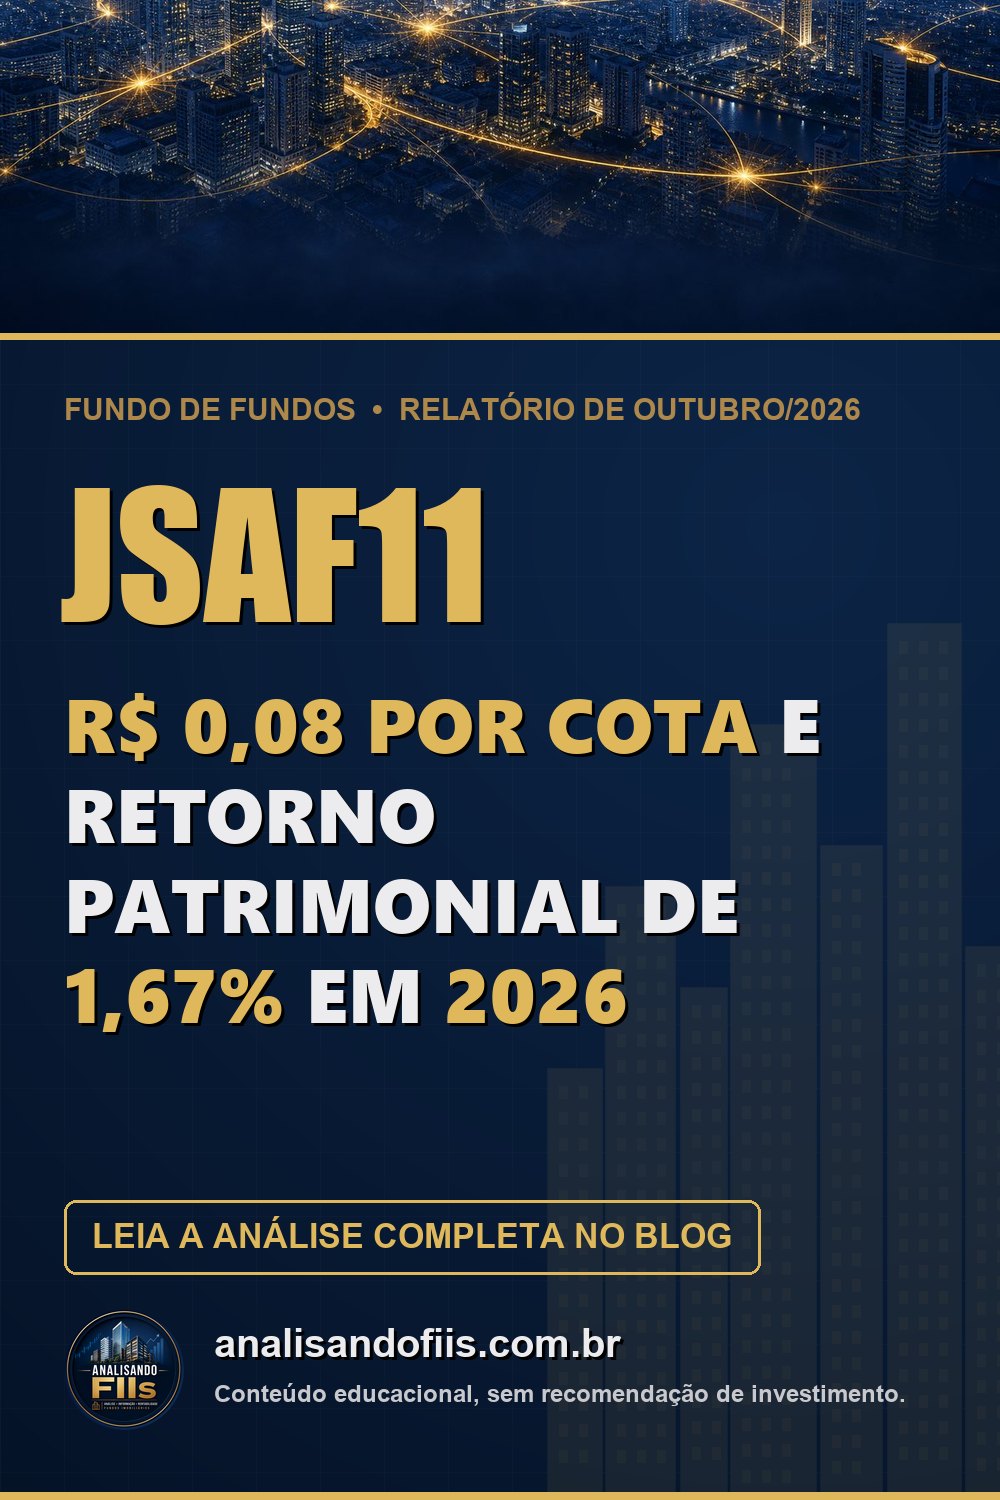 FUNDO DE FUNDOS • RELATÓRIO DE OUTUBRO/2026
JSAF11
R$ 0,08 POR COTA E
RETORNO
PATRIMONIAL DE
1,67% EM 2026
LEIA A ANÁLISE COMPLETA NO BLOG
analisandofiis.com.br
Conteúdo educacional, sem recomendação de investimento.
ANALISANDO
FIIs